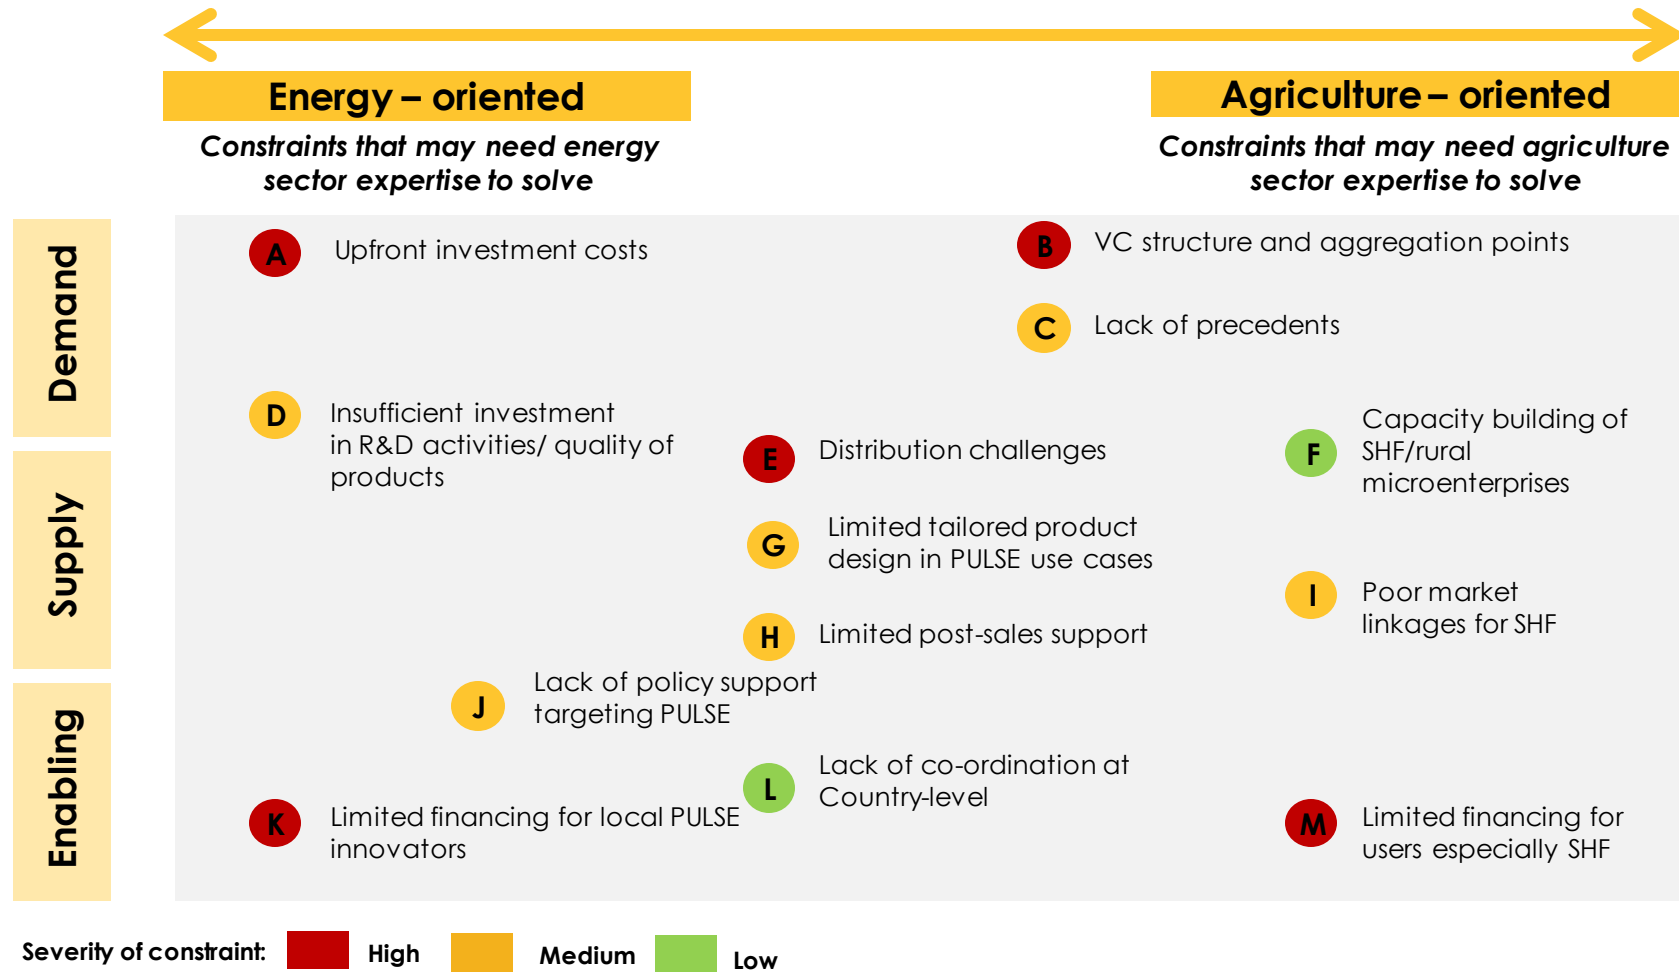 Energy – oriented
Agriculture – oriented
Constraints that may need energy
sector expertise to solve
Constraints that may need agriculture
sector expertise to solve
Demand
A
Upfront investment costs
B
VC structure and aggregation points
C
Lack of precedents
D
Insufficient investment
in R&D activities/ quality of
products
E
Distribution challenges
F
Capacity building of
SHF/rural
microenterprises
Supply
G
Limited tailored product
design in PULSE use cases
H
Limited post-sales support
I
Poor market
linkages for SHF
Enabling
J
Lack of policy support
targeting PULSE
K
Limited financing for local PULSE
innovators
L
Lack of co-ordination at
Country-level
M
Limited financing for
users especially SHF
Severity of constraint:
High
Medium
Low